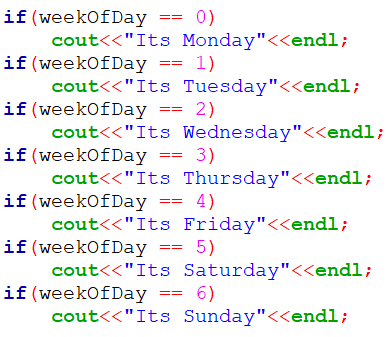 if(weekOfDay == 0)
    cout<<"Its Monday"<<endl;
if(weekOfDay == 1)
    cout<<"Its Tuesday"<<endl;
if(weekOfDay == 2)
    cout<<"Its Wednesday"<<endl;
if(weekOfDay == 3)
    cout<<"Its Thursday"<<endl;
if(weekOfDay == 4)
    cout<<"Its Friday"<<endl;
if(weekOfDay == 5)
    cout<<"Its Saturday"<<endl;
if(weekOfDay == 6)
    cout<<"Its Sunday"<<endl;